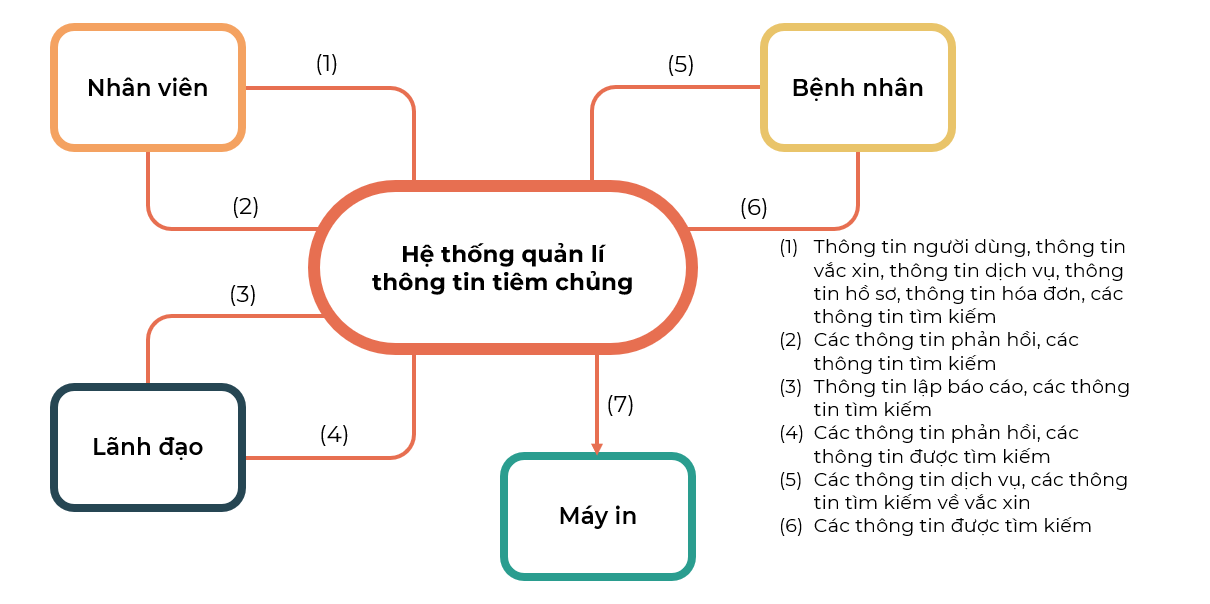 Nhân viên
(1)
(5)
Bệnh nhân
(2)
(6)
Hệ thống quản lí
thông tin tiêm chủng
(3)
(4)
(7)
Lãnh đạo
Máy in
(1) Thông tin người dùng, thông tin
vắc xin, thông tin dịch vụ, thông
tin hồ sơ, thông tin hóa đơn, các
thông tin tìm kiếm
(2) Các thông tin phản hồi, các
thông tin tìm kiếm
(3) Thông tin lập báo cáo, các thông
tin tìm kiếm
(4) Các thông tin phản hồi, các
thông tin được tìm kiếm
(5) Các thông tin dịch vụ, các thông
tin tìm kiếm về vắc xin
(6) Các thông tin được tìm kiếm